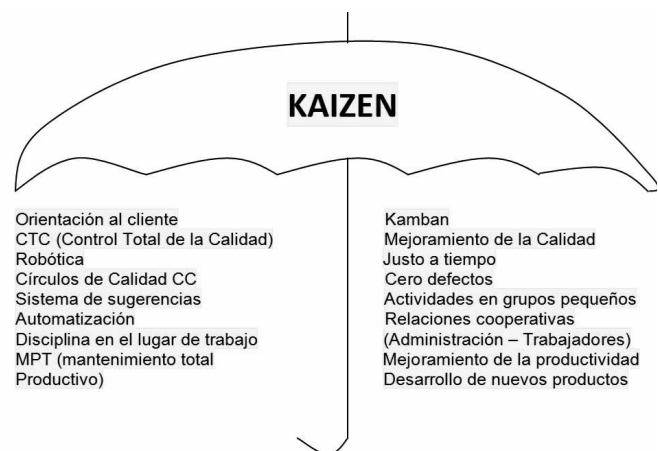 KAIZEN
Orientación al cliente
CTC (Control Total de la Calidad)
Robótica
Círculos de Calidad CC
Sistema de sugerencias
Automatización
Disciplina en el lugar de trabajo
MPT (mantenimiento total
Productivo)
Kamban
Mejoramiento de la Calidad
Justo a tiempo
Cero defectos
Actividades en grupos pequeños
Relaciones cooperativas
(Administración – Trabajadores)
Mejoramiento de la productividad
Desarrollo de nuevos productos